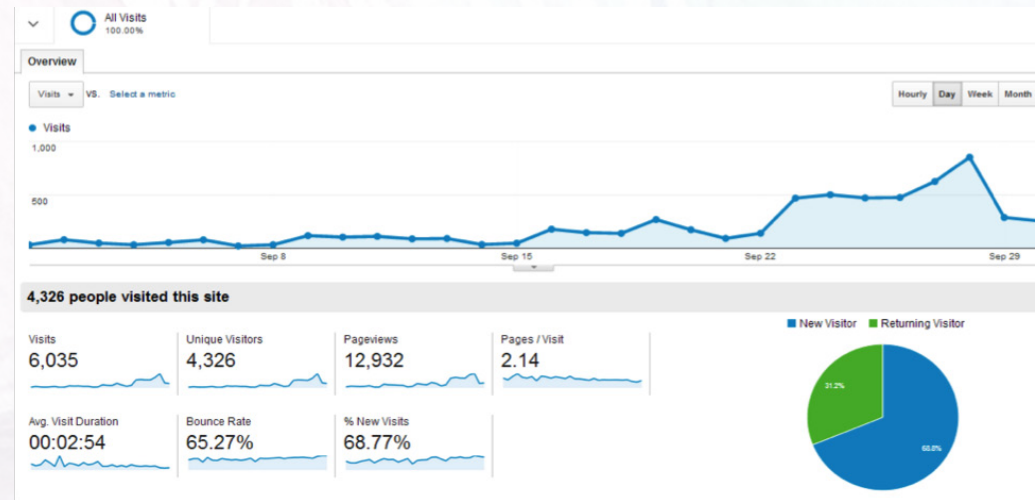 All Visits
100.00%
Overview
Visits VS. Select a metric
Hourly Day Week Month
Visits
1,000
500
Sep 8 Sep 15 Sep 22 Sep 29
4,326 people visited this site
New Visitor Returning Visitor
Visits Unique Visitors Pageviews Pages / Visit
6,035 4,326 12,932 2.14
31.2%
68.8%
Avg. Visit Duration Bounce Rate % New Visits
00:02:54 65.27% 68.77%